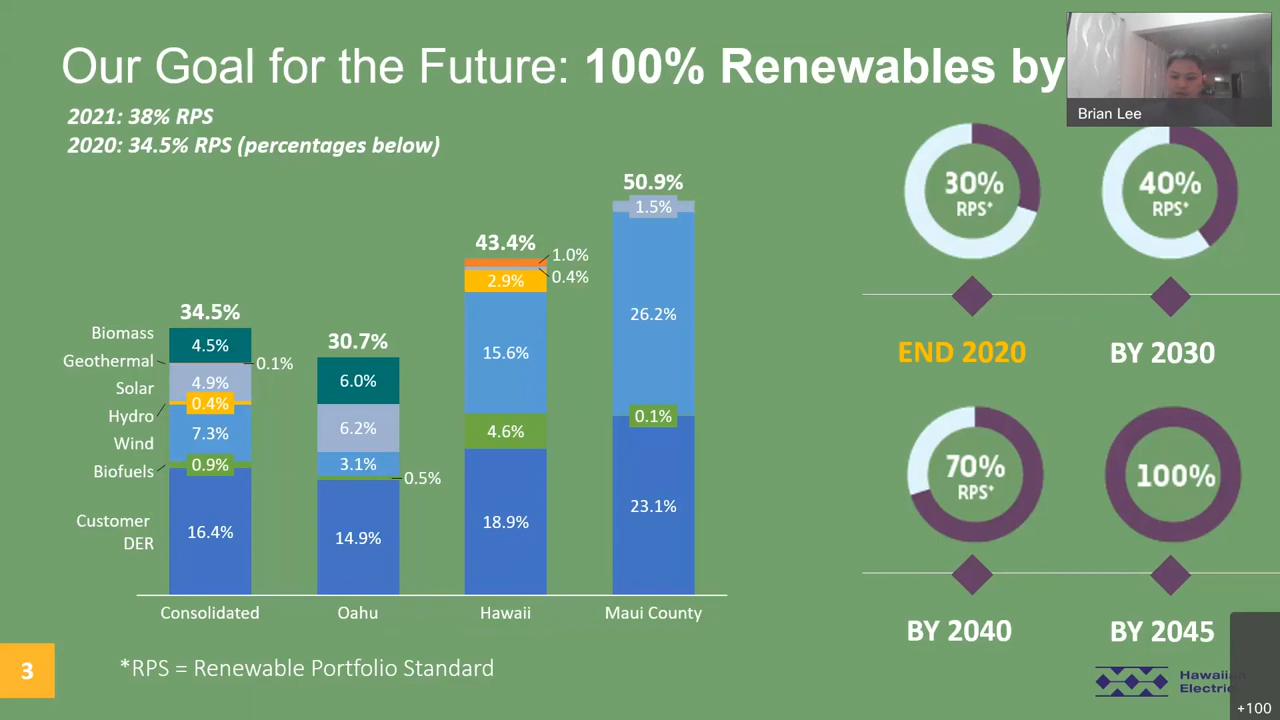 Our Goal for the Future: 100% Renewables by
Brian Lee
2021: 38% RPS
2020: 34.5% RPS (percentages below)
34.5%
30.7%
43.4%
50.9%
Biomass
Geothermal
Solar
Hydro
Wind
Biofuels
Customer
DER
4.5%
0.1%
4.9%
0.4%
7.3%
0.9%
16.4%
6.0%
6.2%
3.1%
0.5%
14.9%
1.0%
0.4%
2.9%
15.6%
4.6%
18.9%
1.5%
26.2%
0.1%
23.1%
Consolidated
Oahu
Hawaii
Maui County
30%
RPS*
END 2020
40%
RPS*
BY 2030
70%
RPS*
BY 2040
100%
BY 2045
3
*RPS = Renewable Portfolio Standard
Electric
+100